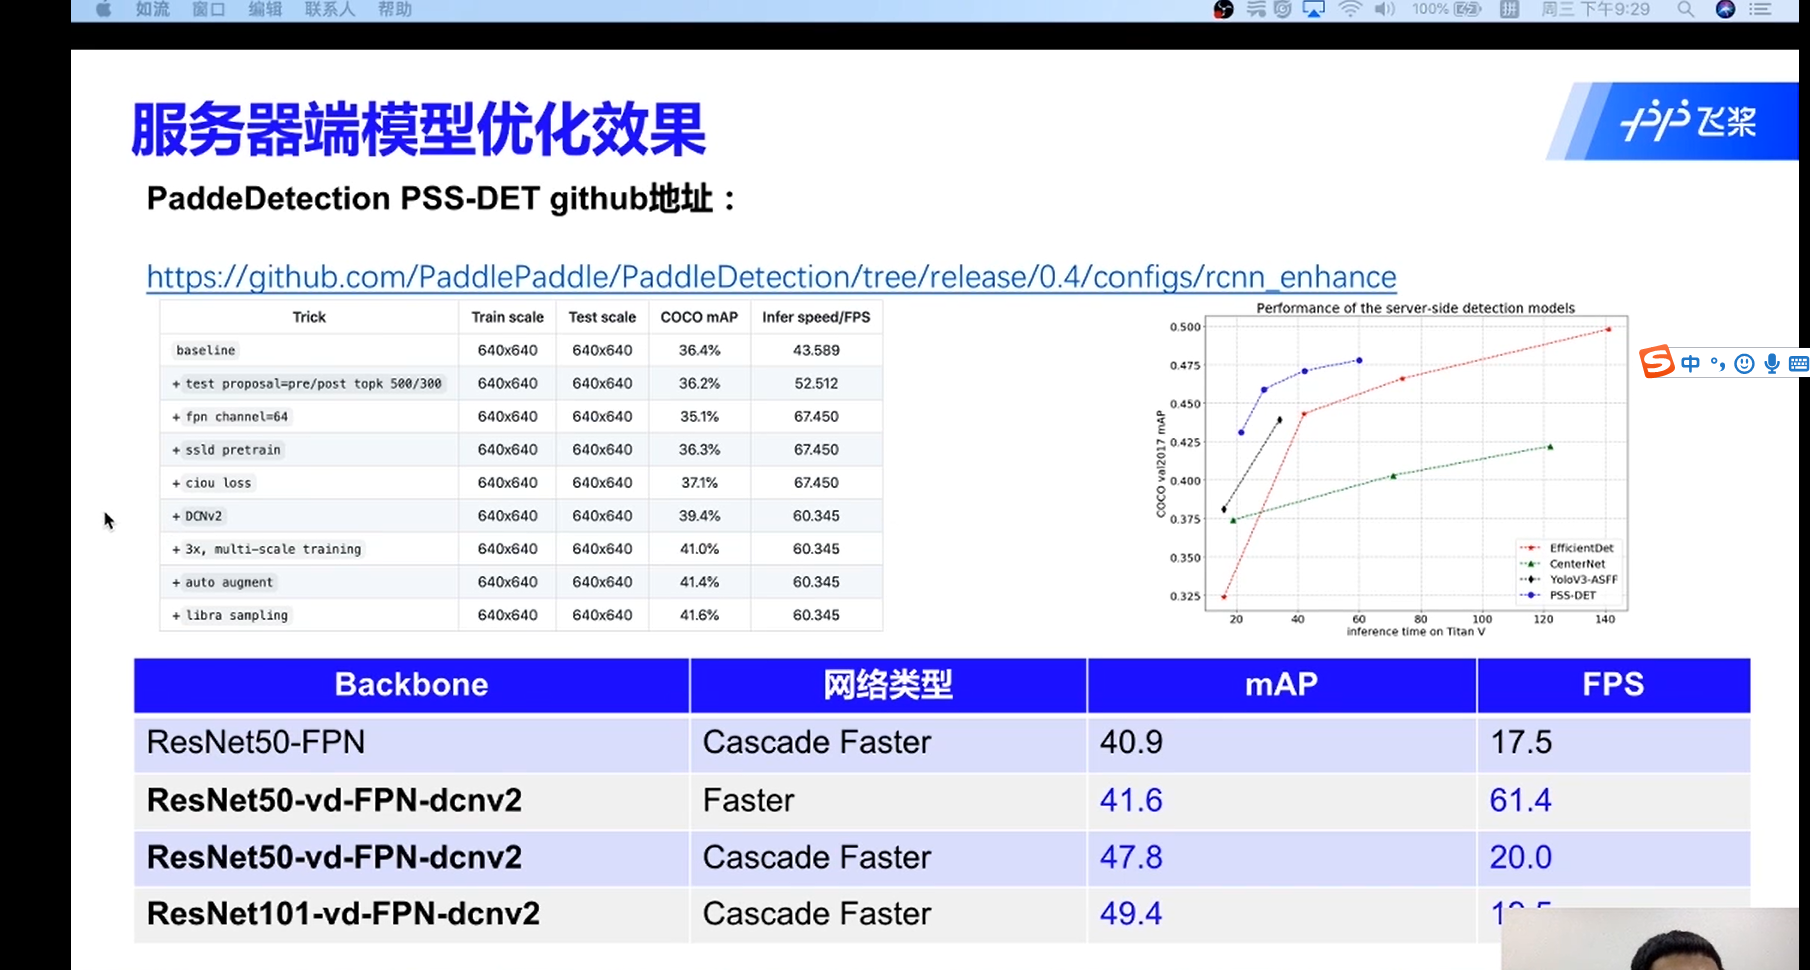 如流 窗口 编辑 联系人 帮助 100% 拼 周三 下午9:29
服务器端模型优化效果
飞桨
PaddeDetection PSS-DET github地址：
https://github.com/PaddlePaddle/PaddleDetection/tree/release/0.4/configs/rcnn_enhance
Trick Train scale Test scale COCO mAP Infer speed/FPS
baseline 640x640 640x640 36.4% 43.589
+ test proposal=pre/post topk 500/300 640x640 640x640 36.2% 52.512
+ fpn channel=64 640x640 640x640 35.1% 67.450
+ ssld pretrain 640x640 640x640 36.3% 67.450
+ ciou loss 640x640 640x640 37.1% 67.450
+ DCNv2 640x640 640x640 39.4% 60.345
+ 3x, multi-scale training 640x640 640x640 41.0% 60.345
+ auto augment 640x640 640x640 41.4% 60.345
+ libra sampling 640x640 640x640 41.6% 60.345
Performance of the server-side detection models
COCO val2017 mAP
0.500
0.475
0.450
0.425
0.400
0.375
0.350
0.325
EfficientDet
CenterNet
YoloV3-ASFF
PSS-DET
20 40 60 80 100 120 140
inference time on Titan V
S 中
Backbone 网络类型 mAP FPS
ResNet50-FPN Cascade Faster 40.9 17.5
ResNet50-vd-FPN-dcnv2 Faster 41.6 61.4
ResNet50-vd-FPN-dcnv2 Cascade Faster 47.8 20.0
ResNet101-vd-FPN-dcnv2 Cascade Faster 49.4